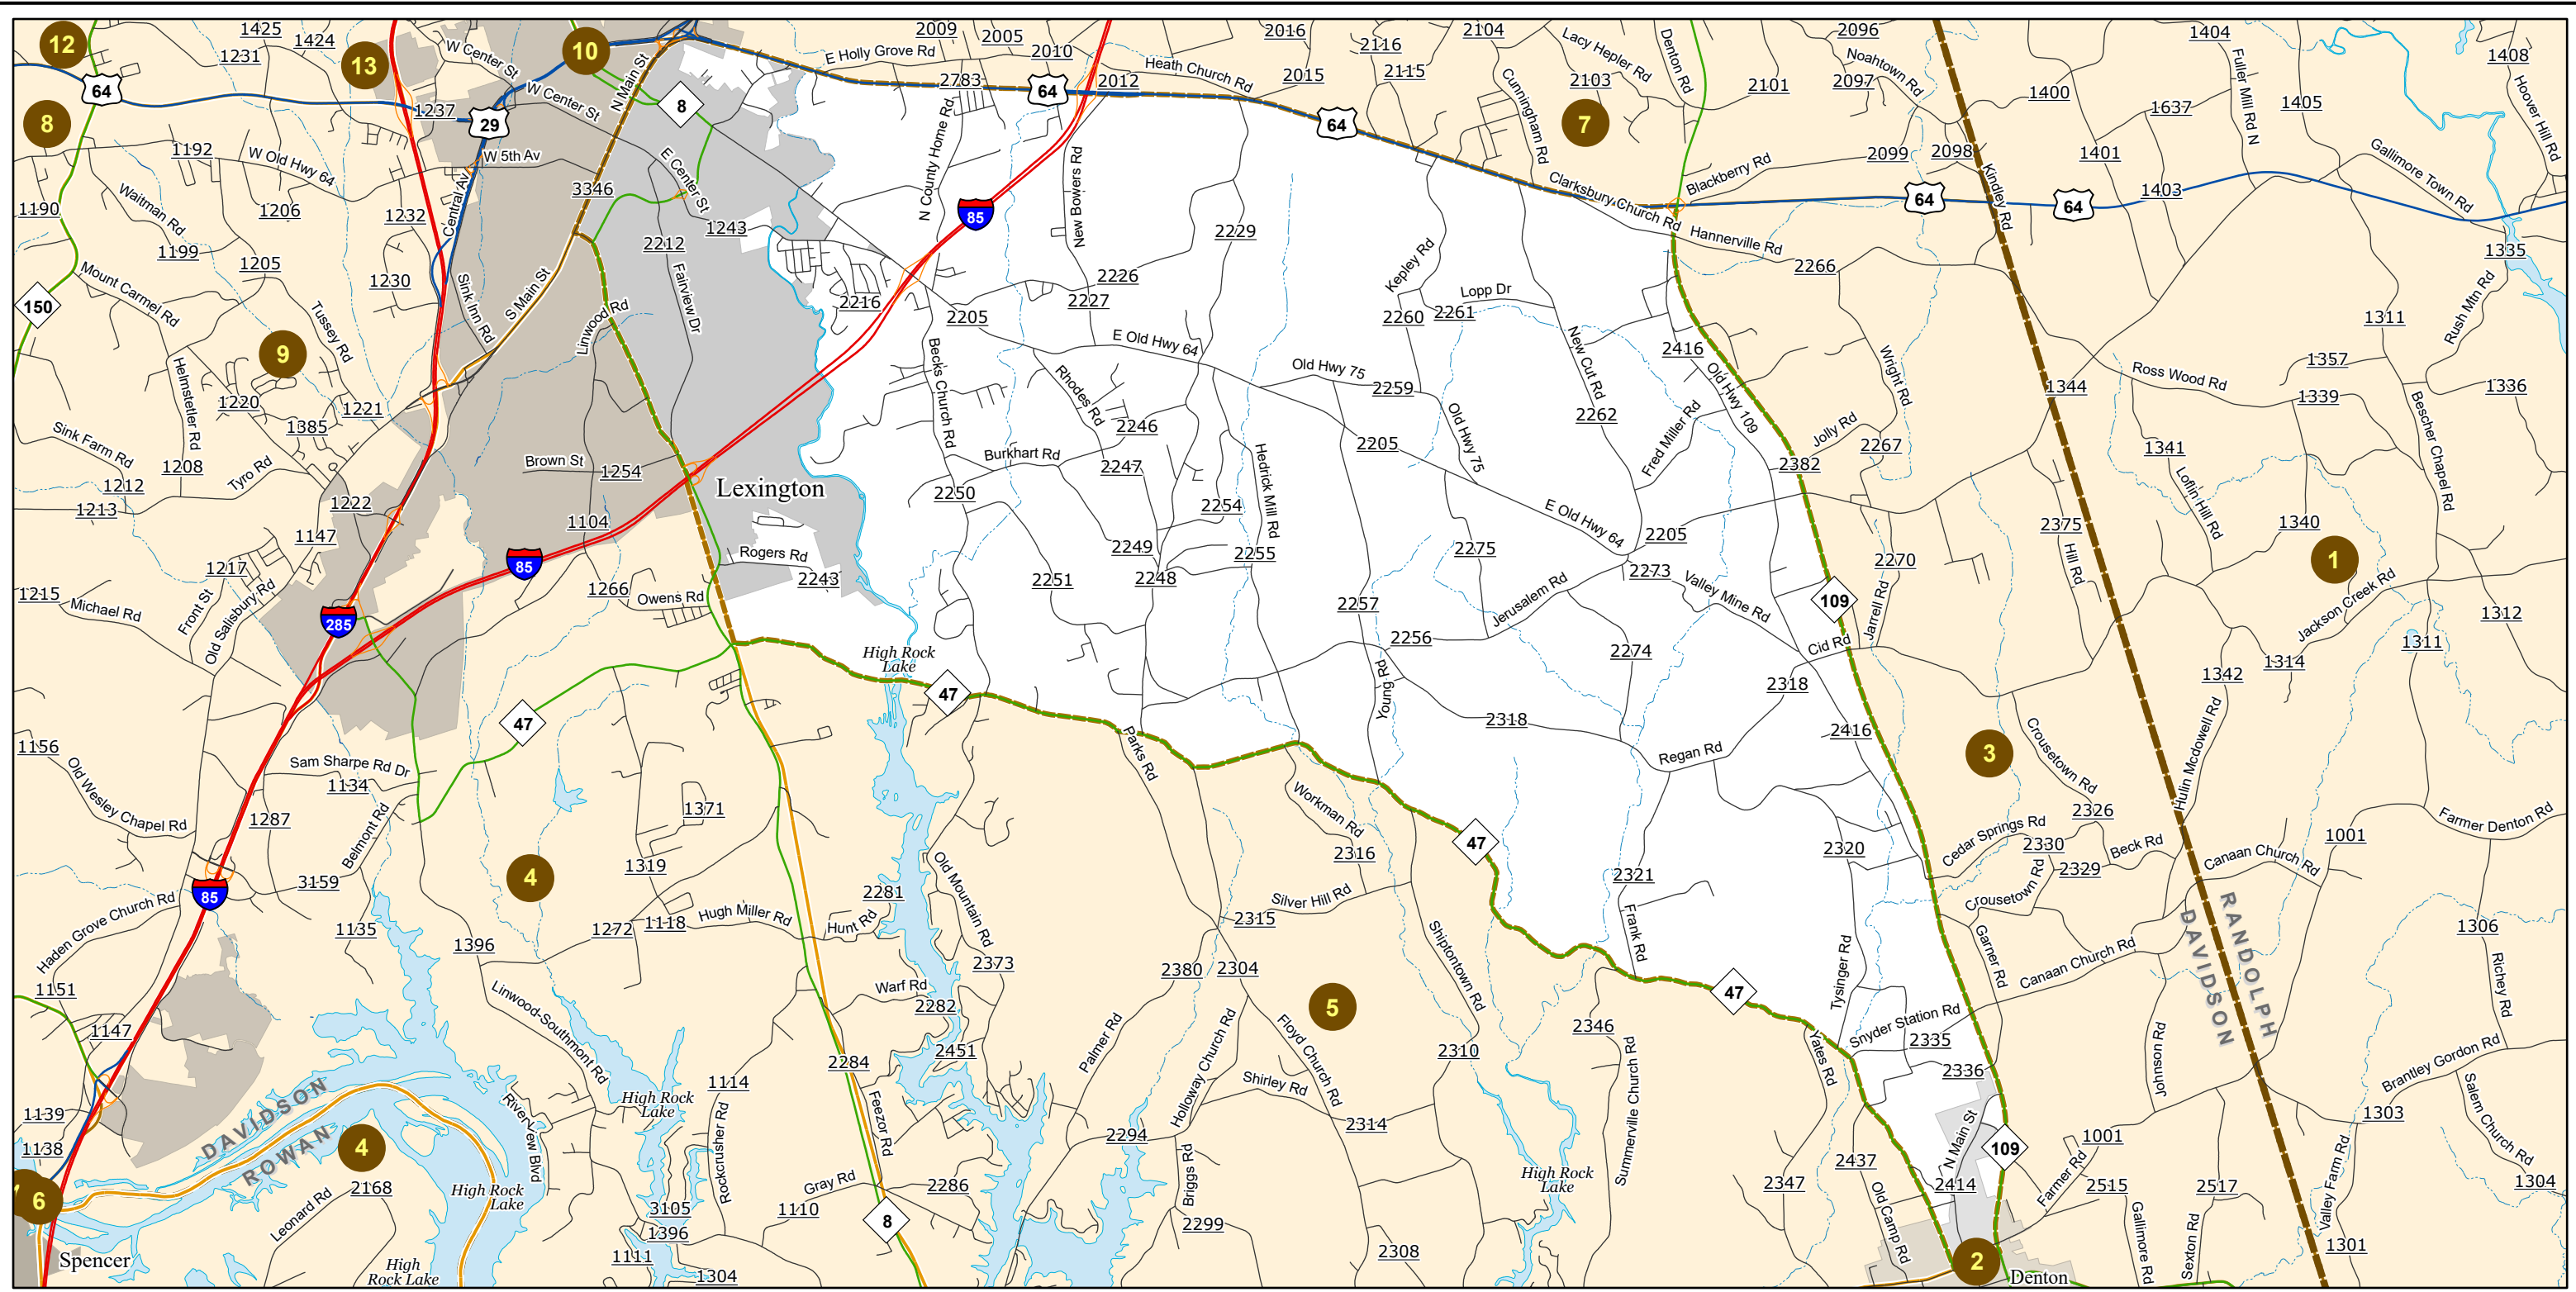 12
1425
1424
1231
13
W Center St
10
N Main St
8
E Holly Grove Rd
2009
2005
2010
2783
64
2012
Heath Church Rd
2016
2015
2116
2115
2104
Lacy Hepler Rd
2103
Denton Rd
2101
2096
Noahtown Rd
2097
1400
1404
Fuller Mill Rd N
1405
1408
Hoover Hill Rd
64
8
1237
29
W Center St
W 5th Av
1192
W Old Hwy 64
Waitman Rd
1190
1206
1232
Central Av
3346
E Center St
1243
N County Home Rd
85
New Bowers Rd
64
Cunningham Rd
7
Clarksbury Church Rd
Blackberry Rd
2099
2098
Kindley Rd
64
64
1637
1401
1403
Gallimore Town Rd
1335
1199
1205
Mount Carmel Rd
150
1230
Sink Inn Rd
S Main St
2212
Fairview Dr
Linwood Rd
2216
2205
2226
2227
2229
Kepley Rd
Lopp Dr
2260
2261
Hannerville Rd
2266
1311
Rush Mtn Rd
9
Tussey Rd
Helmstetler Rd
1220
1221
1385
Becks Church Rd
Rhodes Rd
E Old Hwy 64
Old Hwy 75
2259
New Cut Rd
2262
2416
Old Hwy 109
Wright Rd
1344
Ross Wood Rd
1357
1339
1336
Sink Farm Rd
1208
Tyro Rd
1212
1213
1222
Brown St
1254
Lexington
2246
Burkhart Rd
2247
2250
Hedrick Mill Rd
2205
Old Hwy 75
Fred Miller Rd
Jolly Rd
2382
2267
1341
Loflin Hill Rd
Bescher Chapel Rd
1147
1104
85
Rogers Rd
2243
2254
2249
2255
2248
2251
E Old Hwy 64
2205
2275
2273
Valley Mine Rd
2270
2375
Hill Rd
1340
1
Jackson Creek Rd
1215
Michael Rd
1217
Front St
Old Salisbury Rd
285
1266
Owens Rd
High Rock
Lake
47
2257
Young Rd
2256
Jerusalem Rd
2274
109
Jarrell Rd
Cid Rd
2318
1342
1314
1311
1312
47
1156
Old Wesley Chapel Rd
Sam Sharpe Rd Dr
1134
1287
Belmont Rd
1371
1319
Parks Rd
2318
Regan Rd
2416
3
Crousetown Rd
2326
Hulin Mcdowell Rd
Farmer Denton Rd
1001
85
3159
4
Old Mountain Rd
2281
Workman Rd
2316
47
2321
2320
Cedar Springs Rd
2330
2329
Beck Rd
Canaan Church Rd
Crousetown Rd
Haden Grove Church Rd
1151
1135
1396
1272
1118
Hugh Miller Rd
Hunt Rd
2373
Silver Hill Rd
2315
Shiptontown Rd
Frank Rd
Tysinger Rd
Garner Rd
Canaan Church Rd
RANDOLPH
DAVIDSON
1306
Richey Rd
1147
Linwood-Southmont Rd
Warf Rd
2282
2380
2304
5
47
Snyder Station Rd
2335
2346
1139
1138
DAVIDSON
ROWAN
4
River View Blvd
High Rock
Lake
1114
2284
2451
Feezor Rd
Palmer Rd
Holloway Church Rd
Floyd Church Rd
Shirley Rd
2310
2314
Summerville Church Rd
Yates Rd
2336
N Main St
109
Johnson Rd
Brantley Gordon Rd
1303
Salem Church Rd
6
Spencer
2168
Leonard Rd
High Rock
Lake
Rockcrusher Rd
3105
1396
1111
1304
1110
Gray Rd
2286
8
2294
Briggs Rd
2299
2308
High Rock
Lake
2347
2437
Old Camp Rd
2414
2
Denton
Farmer Rd
1001
2515
Gallimore Rd
2517
Sexton Rd
Valley Farm Rd
1301
1304
High
Rock Lake